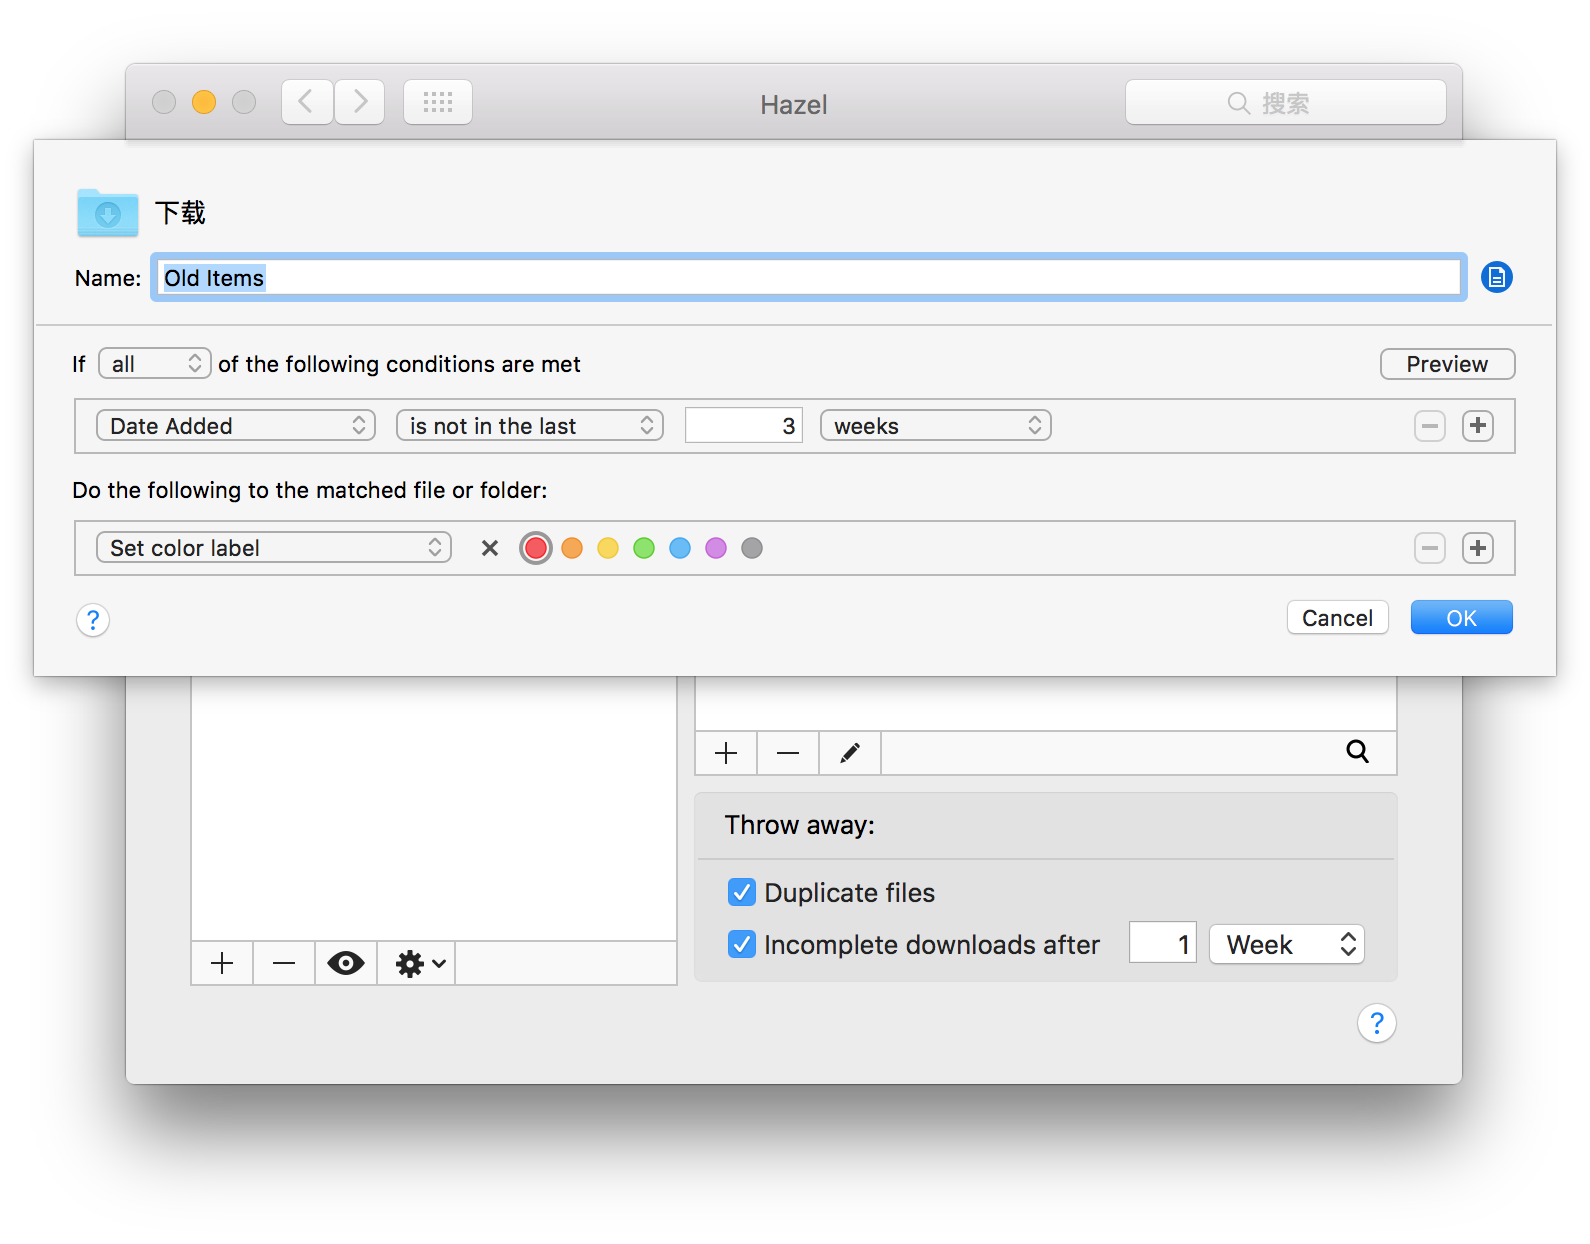 Hazel
搜索
下载
Name: Old Items
If all of the following conditions are met Preview
Date Added is not in the last 3 weeks
Do the following to the matched file or folder:
Set color label
? Cancel OK
Throw away:
Duplicate files
Incomplete downloads after 1 Week
?